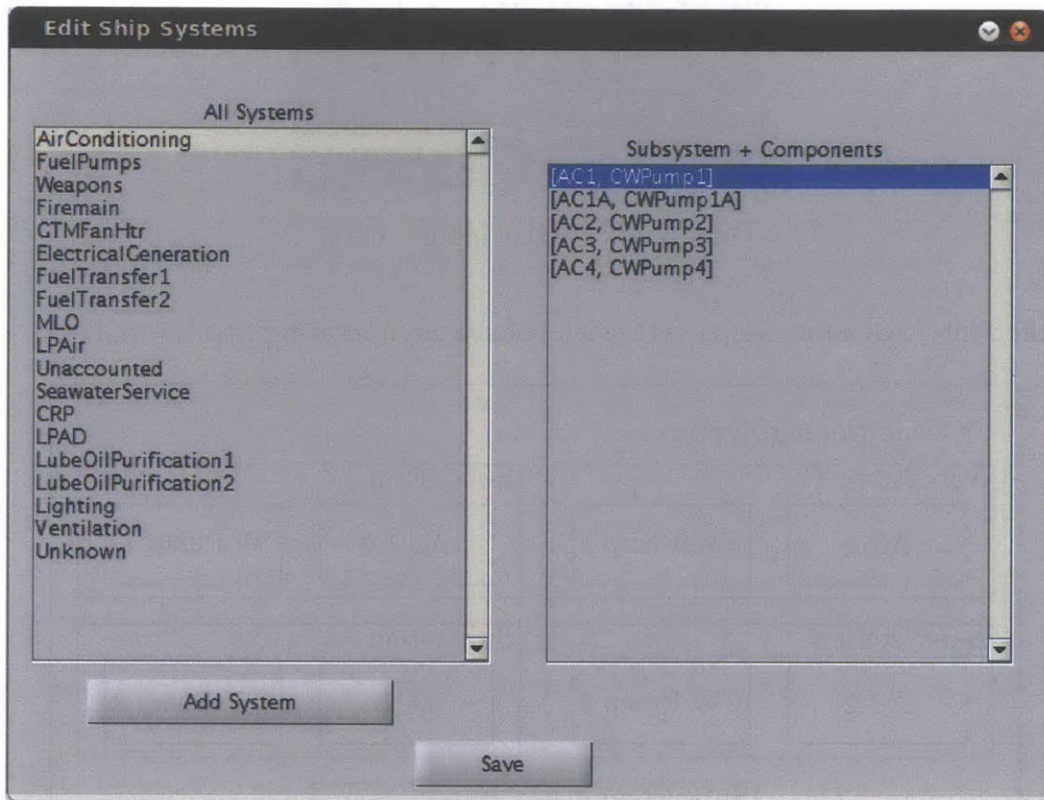 Edit Ship Systems
All Systems
AirConditioning
FuelPumps
Weapons
Firemain
GTMFanHtr
ElectricalGeneration
FuelTransfer1
FuelTransfer2
MLO
LPAir
Unaccounted
SeawaterService
CRP
LPAD
LubeOilPurification1
LubeOilPurification2
Lighting
Ventilation
Unknown
Add System
Subsystem + Components
[AC1, CWPump1]
[AC1A, CWPump1A]
[AC2, CWPump2]
[AC3, CWPump3]
[AC4, CWPump4]
Save